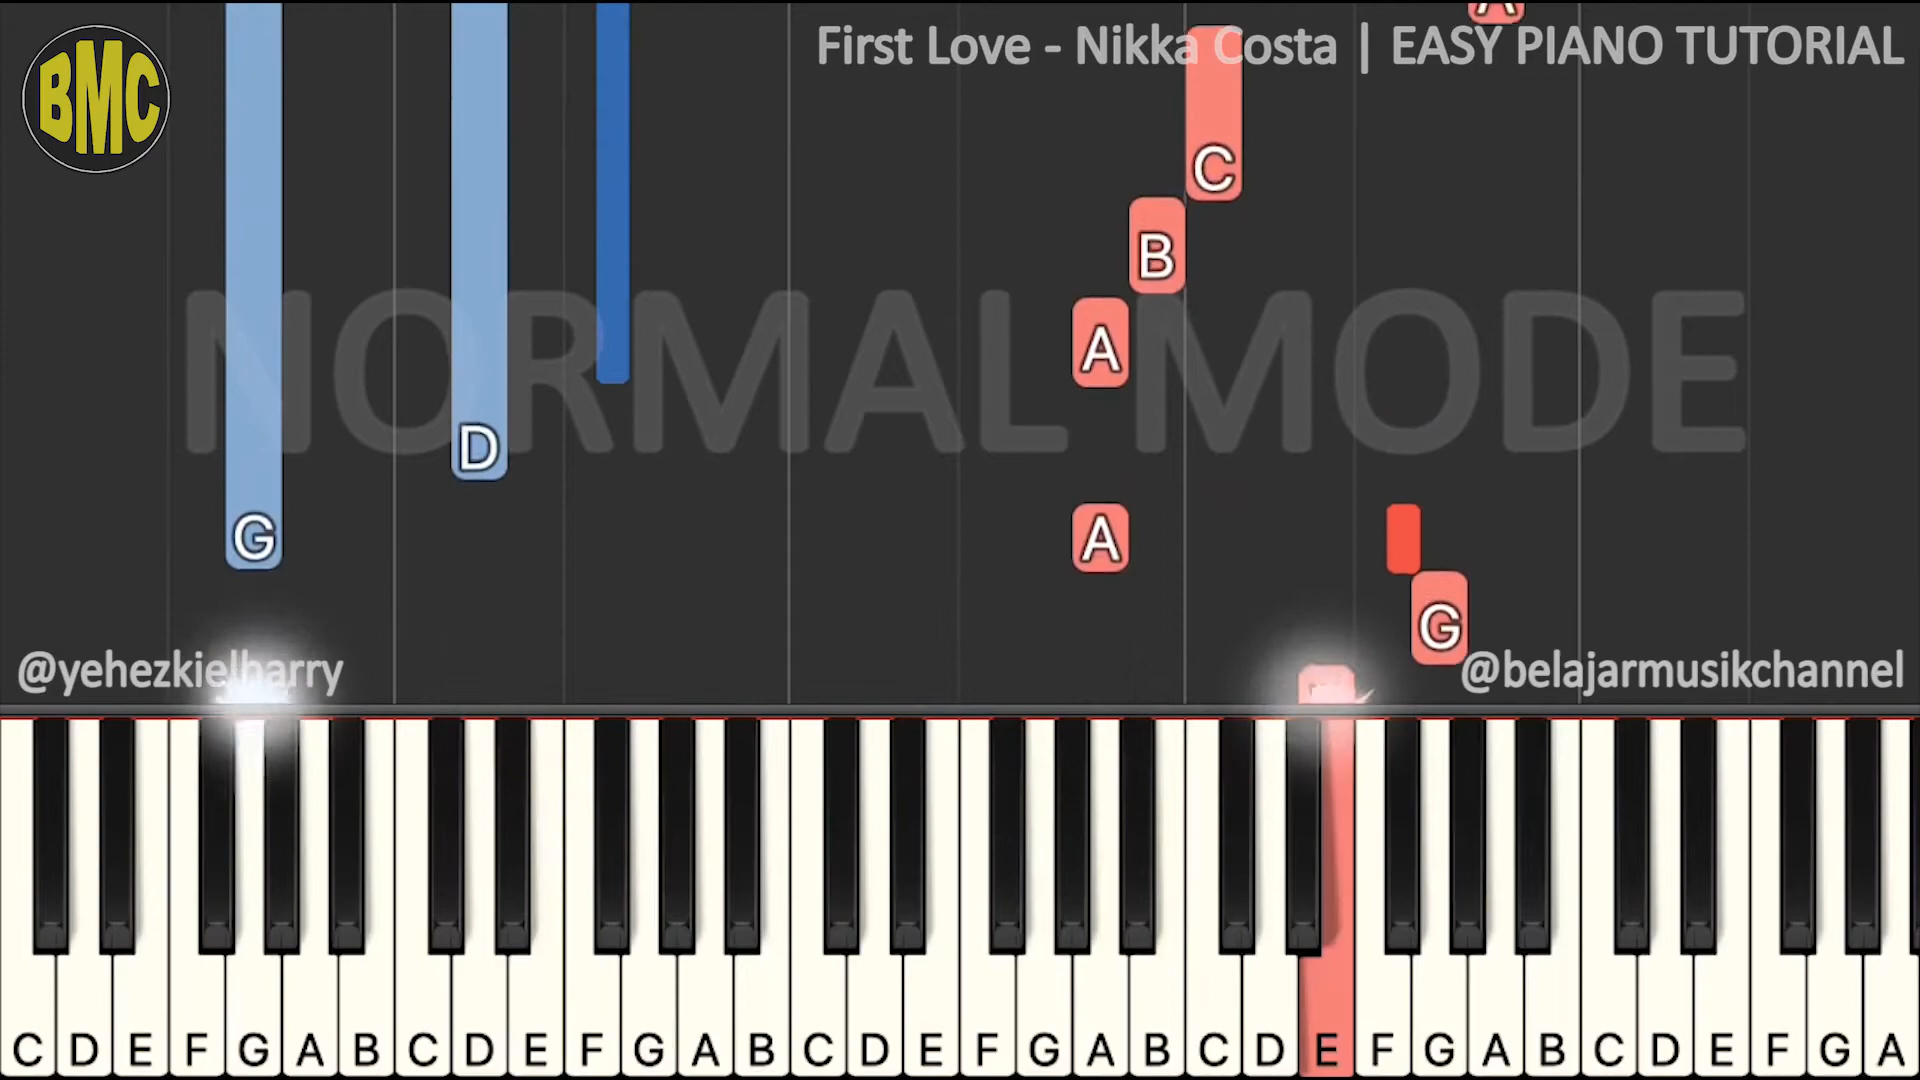 BMC
First Love - Nikka Costa | EASY PIANO TUTORIAL
A
C
B
NORMAL MODE
A
D
G
A
G
@yehezkielharry
@belajarmusikchannel
C D E F G A B C D E F G A B C D E F G A B C D E F G A B C D E F G A